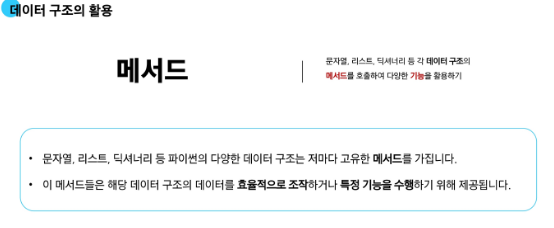 데이터 구조의 활용
메서드
문자열, 리스트, 딕셔너리 등 각 데이터 구조의
메서드를 호출하여 다양한 기능을 활용하기
• 문자열, 리스트, 딕셔너리 등 파이썬의 다양한 데이터 구조는 저마다 고유한 메서드를 가집니다.
• 이 메서드들은 해당 데이터 구조의 데이터를 효율적으로 조작하거나 특정 기능을 수행하기 위해 제공됩니다.